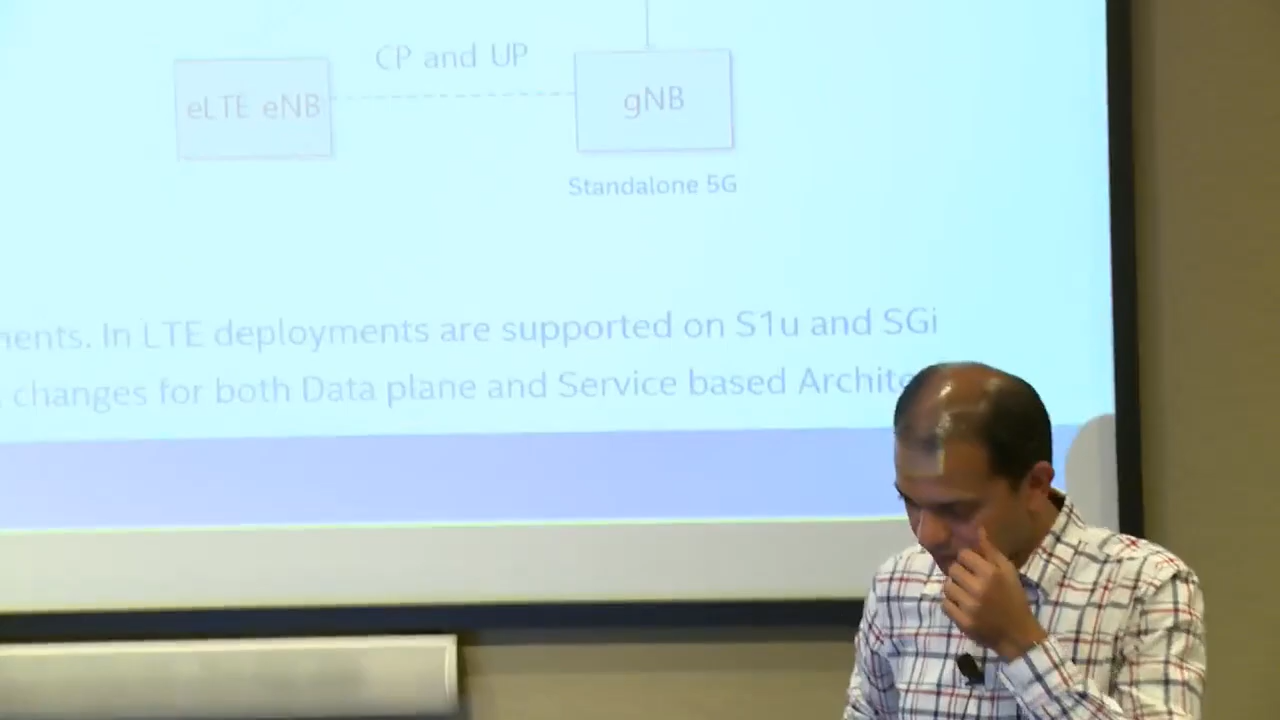 CP and UP
eLTE eNB
gNB
Standalone 5G
In LTE deployments are supported on S1u and SGi
changes for both Data plane and Service based